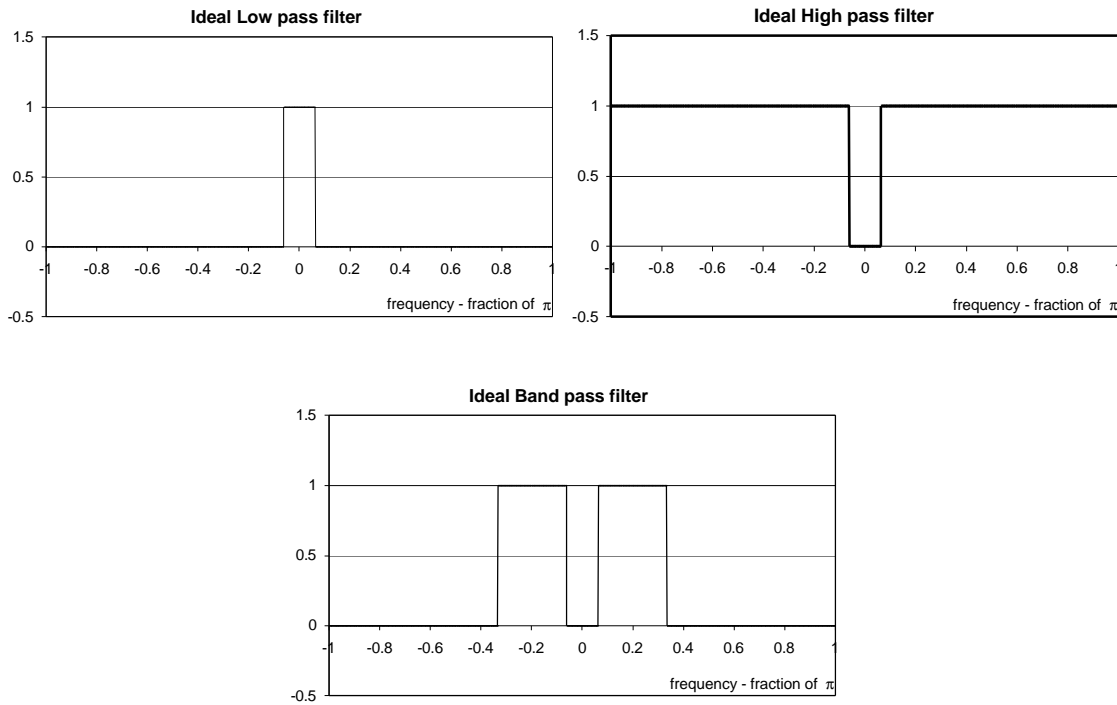 Ideal Low pass filter
1.5
1
0.5
0
-0.5
-1 -0.8 -0.6 -0.4 -0.2 0 0.2 0.4 0.6 0.8 1
frequency - fraction of π
Ideal High pass filter
1.5
1
0.5
0
-0.5
-1 -0.8 -0.6 -0.4 -0.2 0 0.2 0.4 0.6 0.8 1
frequency - fraction of π
Ideal Band pass filter
1.5
1
0.5
0
-0.5
-1 -0.8 -0.6 -0.4 -0.2 0 0.2 0.4 0.6 0.8 1
frequency - fraction of π